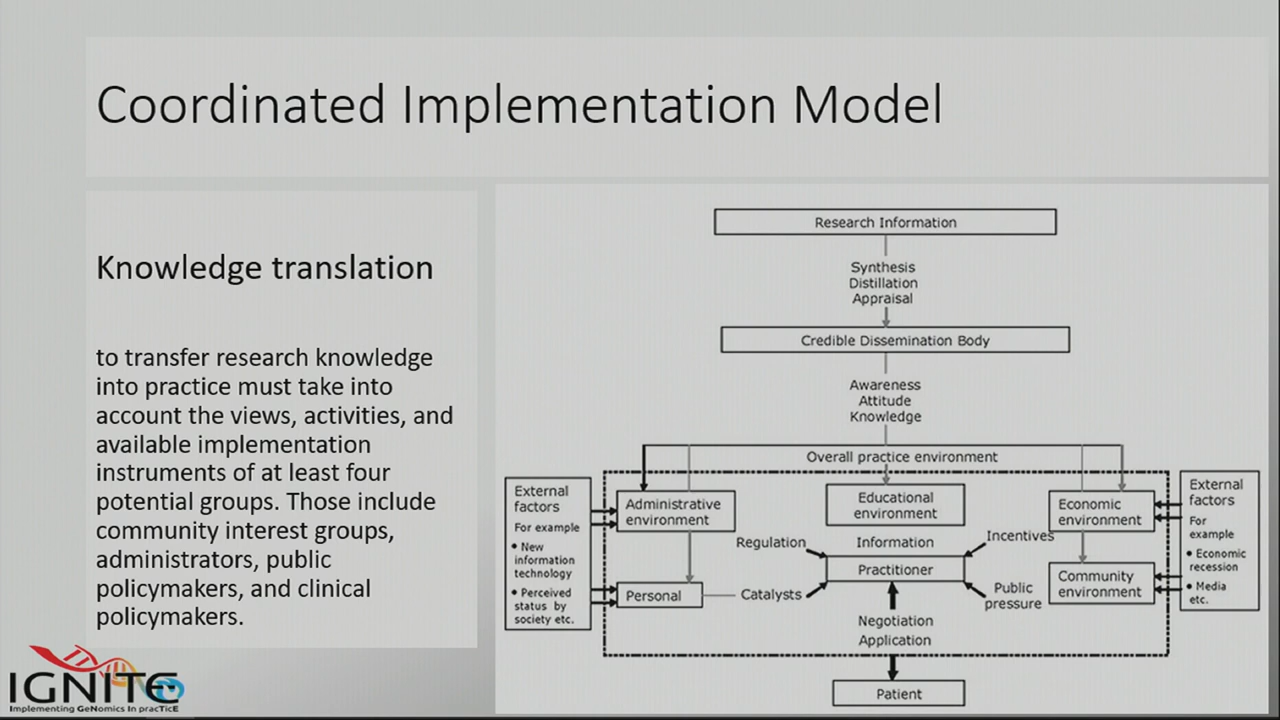 Coordinated Implementation Model
Knowledge translation
to transfer research knowledge
into practice must take into
account the views, activities, and
available implementation
instruments of at least four
potential groups. Those include
community interest groups,
administrators, public
policymakers, and clinical
policymakers.
IGNITE
Implementing GeNomics In pracTicE
Research Information
Synthesis
Distillation
Appraisal
Credible Dissemination Body
Awareness
Attitude
Knowledge
Overall practice environment
External
factors
For example
• New
information
technology
• Perceived
status by
society etc.
Administrative
environment
Personal
Regulation
Catalysts
Educational
environment
Information
Practitioner
Negotiation
Application
Patient
Incentives
Public
pressure
Economic
environment
Community
environment
External
factors
For
example
• Economic
recession
• Media
etc.